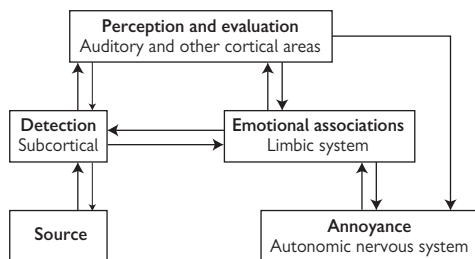 Perception and evaluation
Auditory and other cortical areas
Detection
Subcortical
Emotional associations
Limbic system
Source
Annoyance
Autonomic nervous system